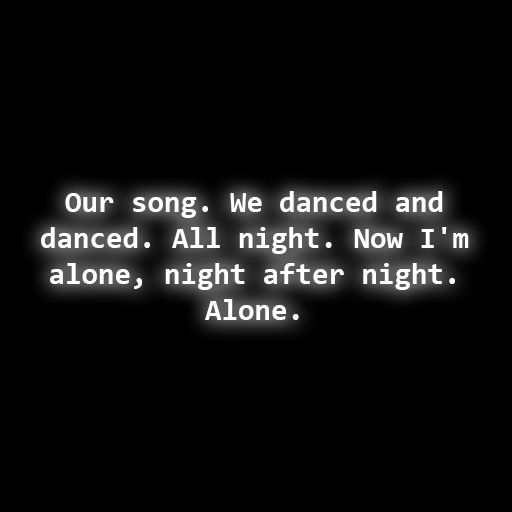 Our song. We danced and
danced. All night. Now I'm
alone, night after night.
Alone.